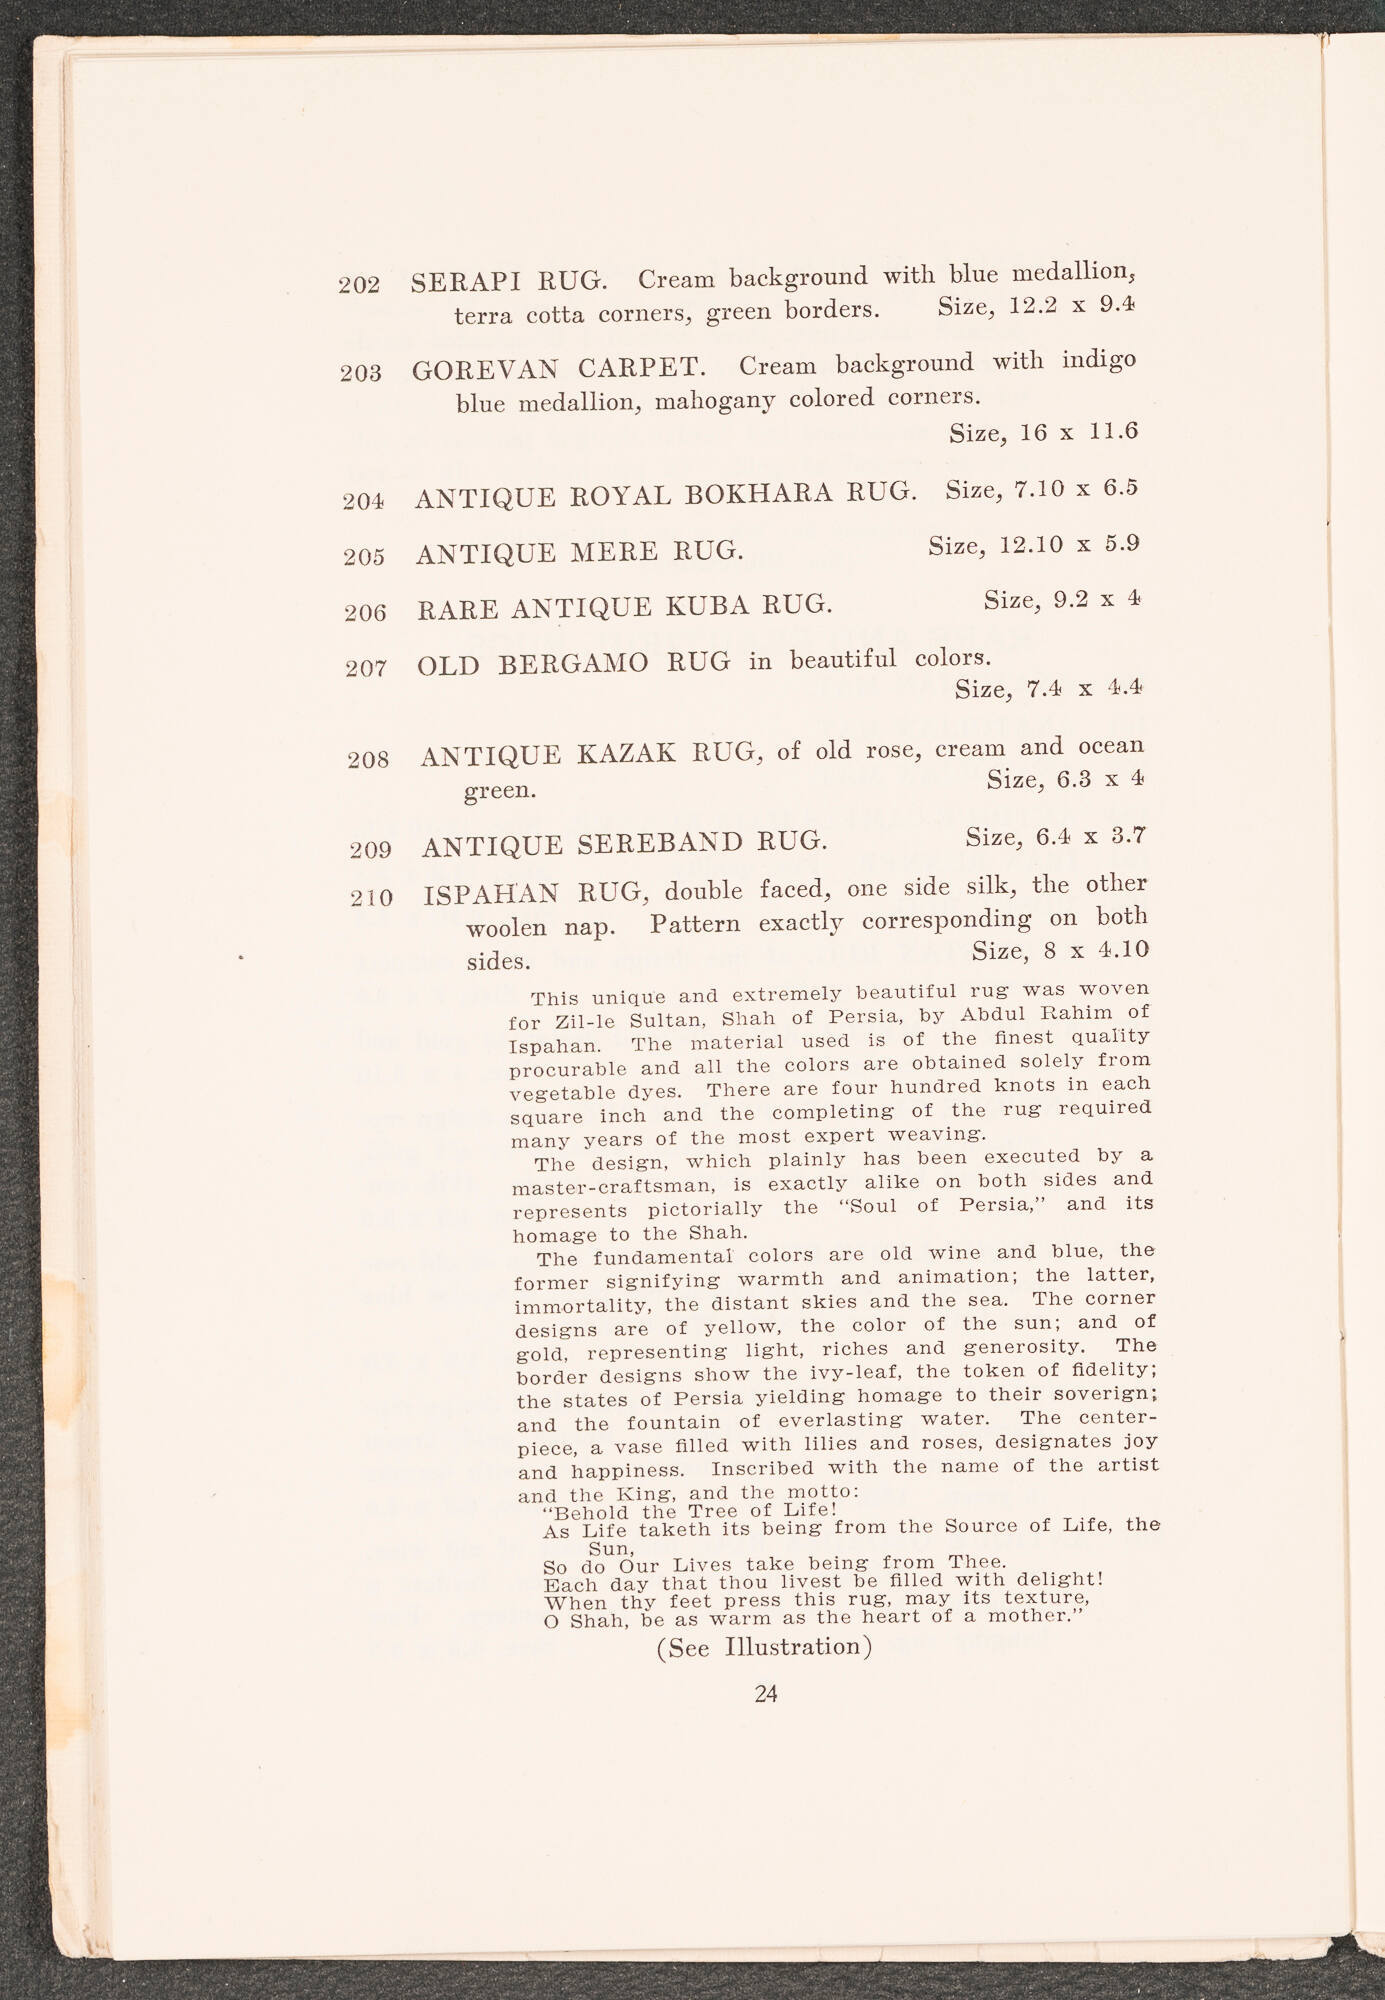 202 SERAPI RUG. Cream background with blue medallion,
terra cotta corners, green borders. Size, 12.2 x 9.4
203 GOREVAN CARPET. Cream background with indigo
blue medallion, mahogany colored corners.
Size, 16 x 11.6
204 ANTIQUE ROYAL BOKHARA RUG. Size, 7.10 x 6.5
205 ANTIQUE MERE RUG. Size, 12.10 x 5.9
206 RARE ANTIQUE KUBA RUG. Size, 9.2 x 4
207 OLD BERGAMO RUG in beautiful colors.
Size, 7.4 x 4.4
208 ANTIQUE KAZAK RUG, of old rose, cream and ocean
green. Size, 6.3 x 4
209 ANTIQUE SEREBAND RUG. Size, 6.4 x 3.7
210 ISPAHAN RUG, double faced, one side silk, the other
woolen nap. Pattern exactly corresponding on both
sides. Size, 8 x 4.10
This unique and extremely beautiful rug was woven
for Zil-le Sultan, Shah of Persia, by Abdul Rahim of
Ispahan. The material used is of the finest quality
procurable and all the colors are obtained solely from
vegetable dyes. There are four hundred knots in each
square inch and the completing of the rug required
many years of the most expert weaving.
The design, which plainly has been executed by a
master-craftsman, is exactly alike on both sides and
represents pictorially the "Soul of Persia," and its
homage to the Shah.
The fundamental colors are old wine and blue, the
former signifying warmth and animation; the latter,
immortality, the distant skies and the sea. The corner
designs are of yellow, the color of the sun; and of
gold, representing light, riches and generosity. The
border designs show the ivy-leaf, the token of fidelity;
the states of Persia yielding homage to their soverign;
and the fountain of everlasting water. The center-
piece, a vase filled with lilies and roses, designates joy
and happiness. Inscribed with the name of the artist
and the King, and the motto:
"Behold the Tree of Life!
As Life taketh its being from the Source of Life, the
Sun,
So do Our Lives take being from Thee.
Each day that thou livest be filled with delight!
When thy feet press this rug, may its texture,
O Shah, be as warm as the heart of a mother."
(See Illustration)
24